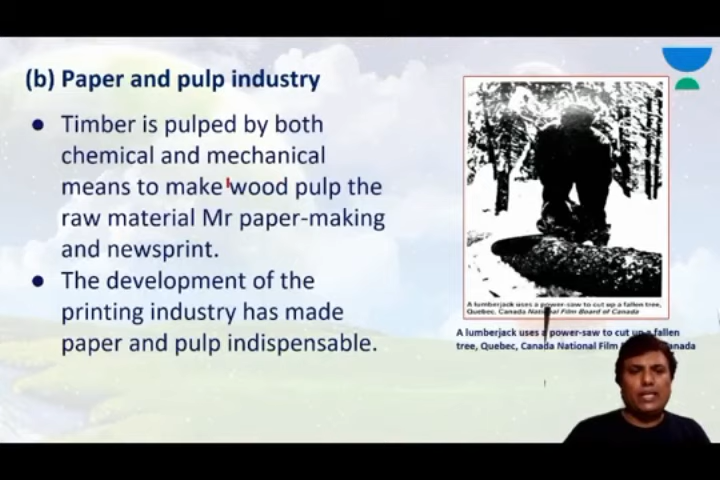 (b) Paper and pulp industry
● Timber is pulped by both
chemical and mechanical
means to make wood pulp the
raw material Mr paper-making
and newsprint.
● The development of the
printing industry has made
paper and pulp indispensable.
A lumberjack uses a power-saw to cut up a fallen tree,
Quebec, Canada National Film Board of Canada
A lumberjack uses a power-saw to cut up a fallen
tree, Quebec, Canada National Film anada